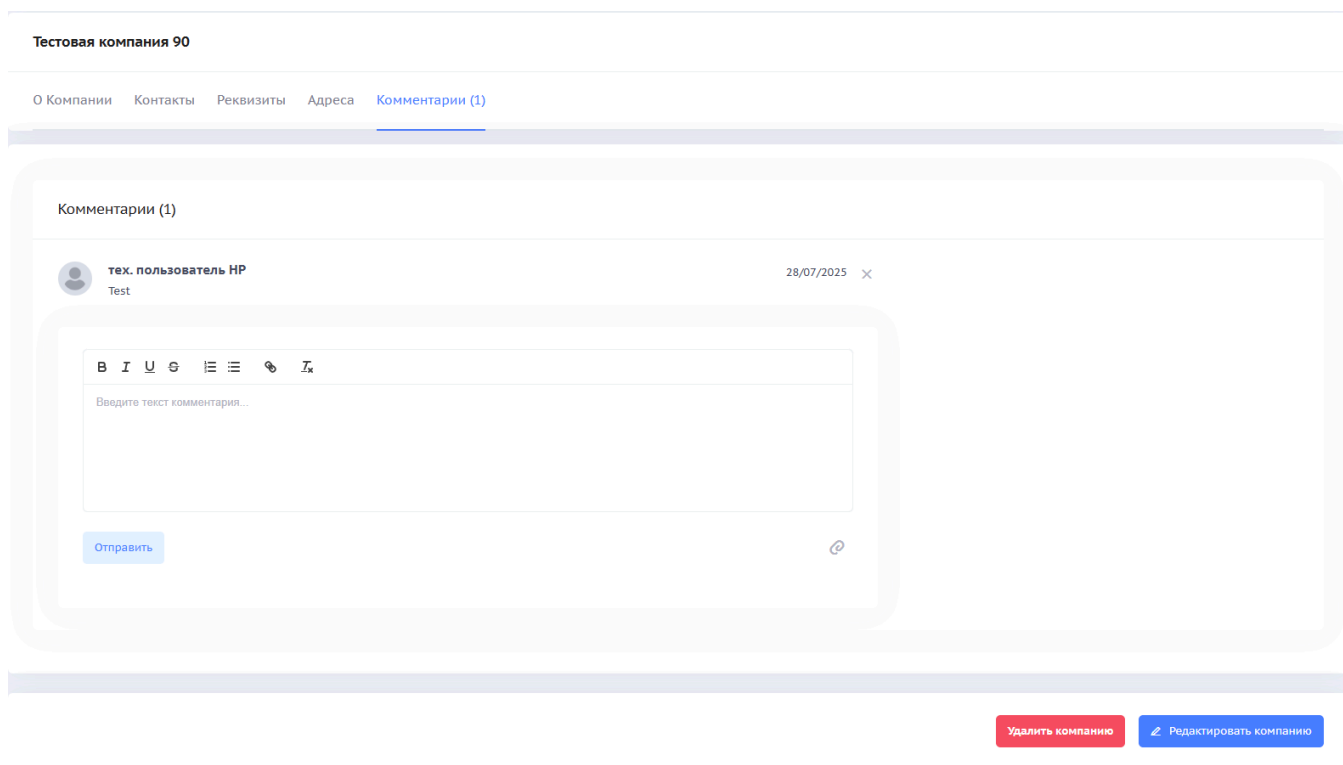 Тестовая компания 90
О Компании Контакты Реквизиты Адреса Комментарии (1)
Комментарии (1)
тех. пользователь HP 28/07/2025
Test
B I U S
Введите текст комментария...
Отправить
Удалить компанию Редактировать компанию